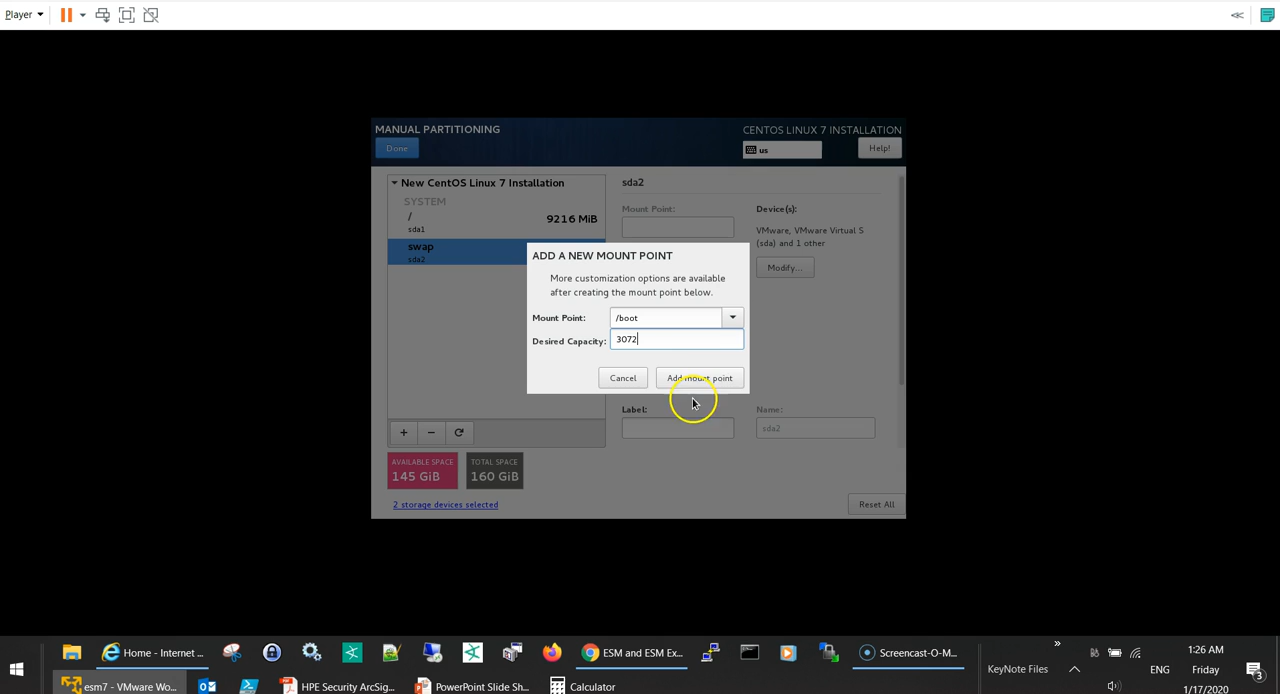 Player
MANUAL PARTITIONING
CENTOS LINUX 7 INSTALLATION
Done
us
Help!
New CentOS Linux 7 Installation
sda2
SYSTEM
/
sda1
9216 MiB
Mount Point:
Device(s):
VMware, VMware Virtual S
(sda) and 1 other
swap
sda2
Modify...
ADD A NEW MOUNT POINT
More customization options are available
after creating the mount point below.
Mount Point:
/boot
Desired Capacity:
3072
Cancel
Add mount point
Label:
Name:
sda2
AVAILABLE SPACE
145 GiB
TOTAL SPACE
160 GiB
2 storage devices selected
Reset All
Home - Internet ...
ESM and ESM Ex...
Screencast-O-M...
KeyNote Files
ENG
1:26 AM
Friday
1/17/2020
3
esm7 - VMware Wo...
HPE Security ArcSig...
PowerPoint Slide Sh...
Calculator